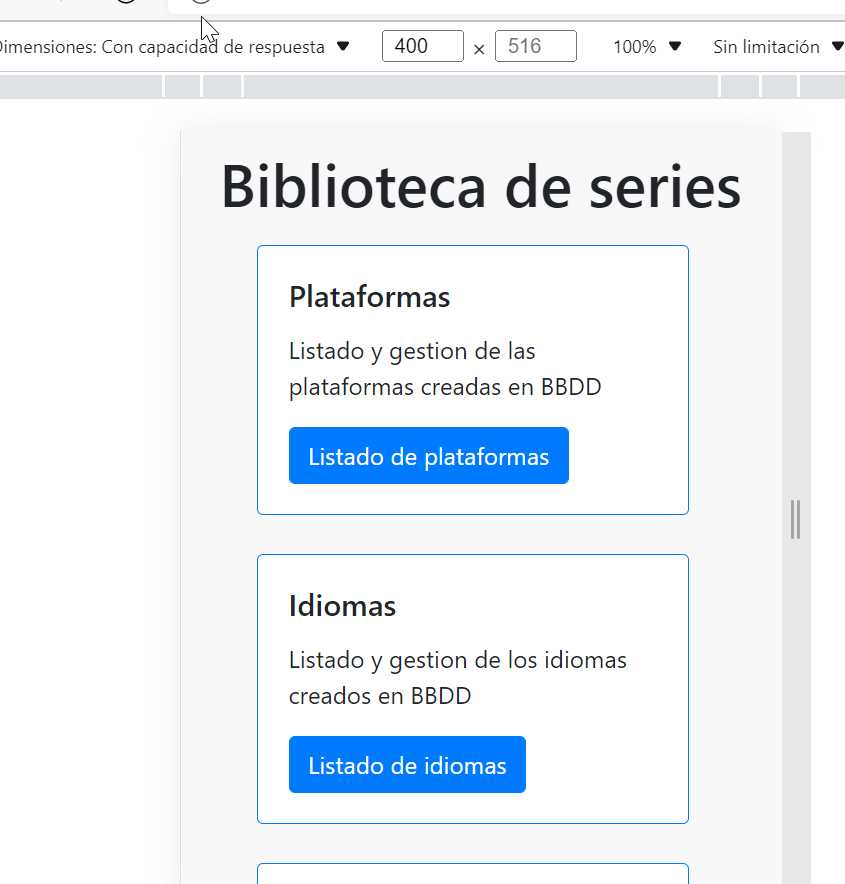 Dimensiones: Con capacidad de respuesta ▼ 400 × 516 100% ▼ Sin limitación ▼
Biblioteca de series
Plataformas
Listado y gestion de las
plataformas creadas en BBDD
Listado de plataformas
Idiomas
Listado y gestion de los idiomas
creados en BBDD
Listado de idiomas